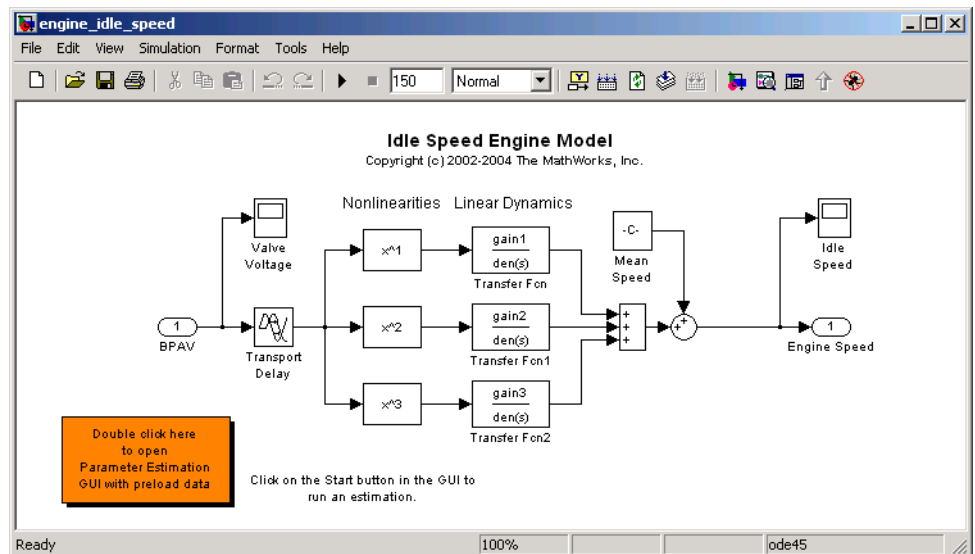 engine_idle_speed
File Edit View Simulation Format Tools Help
150 Normal
Idle Speed Engine Model
Copyright (c) 2002-2004 The MathWorks, Inc.
Nonlinearities Linear Dynamics
Valve
Voltage
x^1
gain1
den(s)
Transfer Fcn
-C-
Mean
Speed
Idle
Speed
1
BPAV
Transport
Delay
x^2
gain2
den(s)
Transfer Fcn1
+
+
+
+
+
1
Engine Speed
x^3
gain3
den(s)
Transfer Fcn2
Double click here
to open
Parameter Estimation
GUI with preload data
Click on the Start button in the GUI to
run an estimation.
Ready 100% ode45